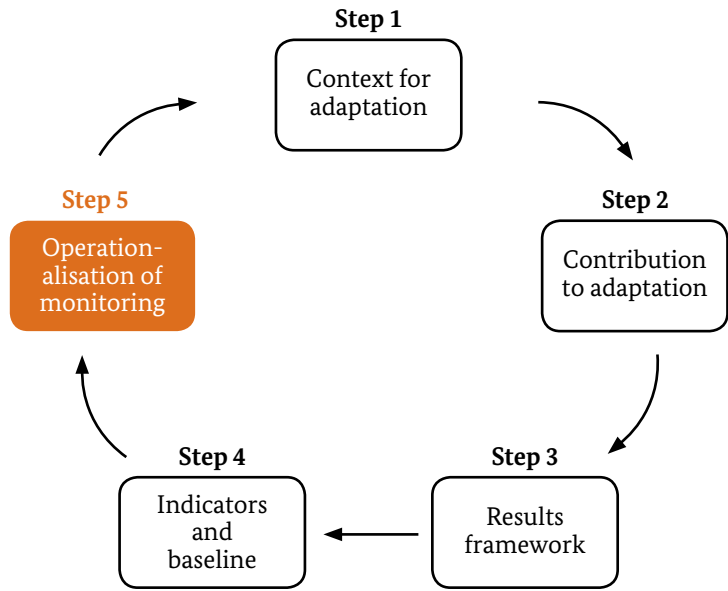 Step 1
Context for
adaptation
Step 2
Contribution
to adaptation
Step 3
Results
framework
Step 4
Indicators
and
baseline
Step 5
Operation-
alisation of
monitoring